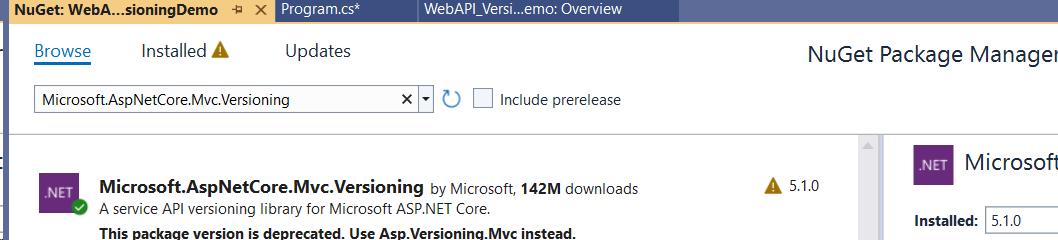 NuGet: WebA...sioningDemo Program.cs* WebAPI_Versi...emo: Overview
Browse Installed Updates NuGet Package Manager
Microsoft.AspNetCore.Mvc.Versioning Include prerelease
.NET Microsoft.AspNetCore.Mvc.Versioning by Microsoft, 142M downloads 5.1.0 .NET Microsoft
A service API versioning library for Microsoft ASP.NET Core.
Installed: 5.1.0
This package version is deprecated. Use Asp.Versioning.Mvc instead.